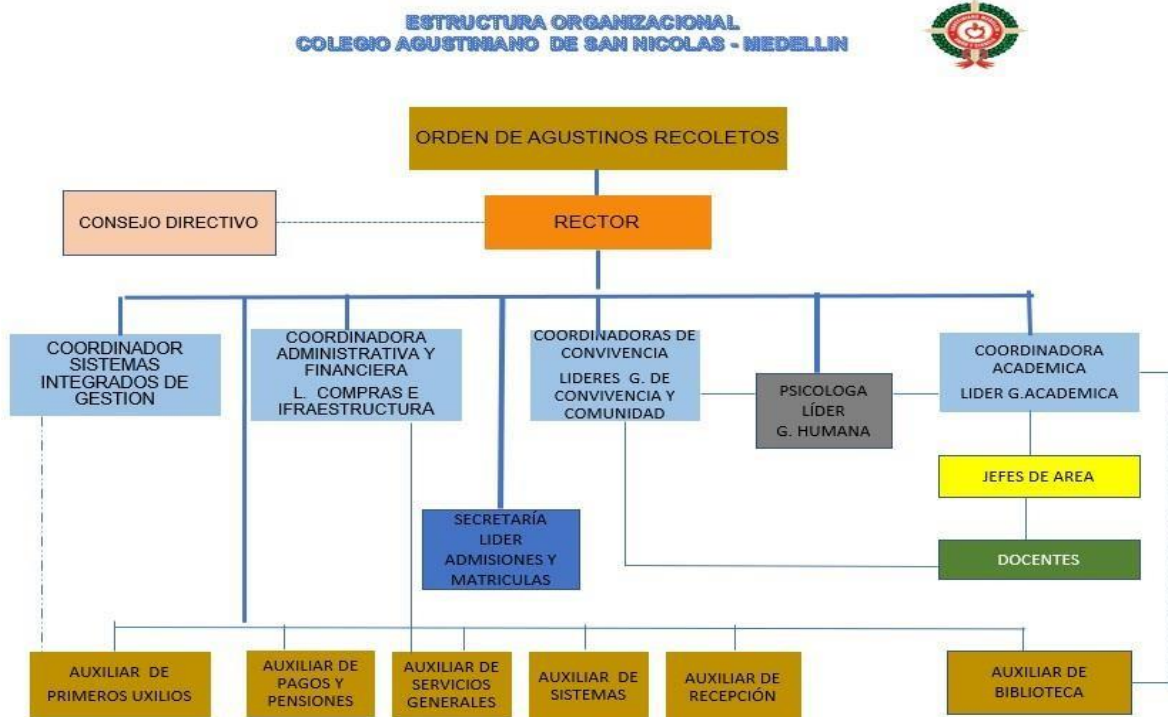 ESTRUCTURA ORGANIZACIONAL
COLEGIO AGUSTINIANO DE SAN NICOLAS - MEDELLIN
ORDEN DE AGUSTINOS RECOLETOS
CONSEJO DIRECTIVO
RECTOR
COORDINADOR
SISTEMAS
INTEGRADOS DE
GESTION
COORDINADORA
ADMINISTRATIVA Y
FINANCIERA
L. COMPRAS E
IFRAESTRUCTURA
COORDINADORAS DE
CONVIVENCIA
LIDERES G. DE
CONVIVENCIA Y
COMUNIDAD
PSICOLOGA
LÍDER
G. HUMANA
COORDINADORA
ACADEMICA
LIDER G.ACADEMICA
JEFES DE AREA
SECRETARÍA
LIDER
ADMISIONES Y
MATRICULAS
DOCENTES
AUXILIAR DE
PRIMEROS UXILIOS
AUXILIAR DE
PAGOS Y
PENSIONES
AUXILIAR DE
SERVICIOS
GENERALES
AUXILIAR DE
SISTEMAS
AUXILIAR DE
RECEPCIÓN
AUXILIAR DE
BIBLIOTECA